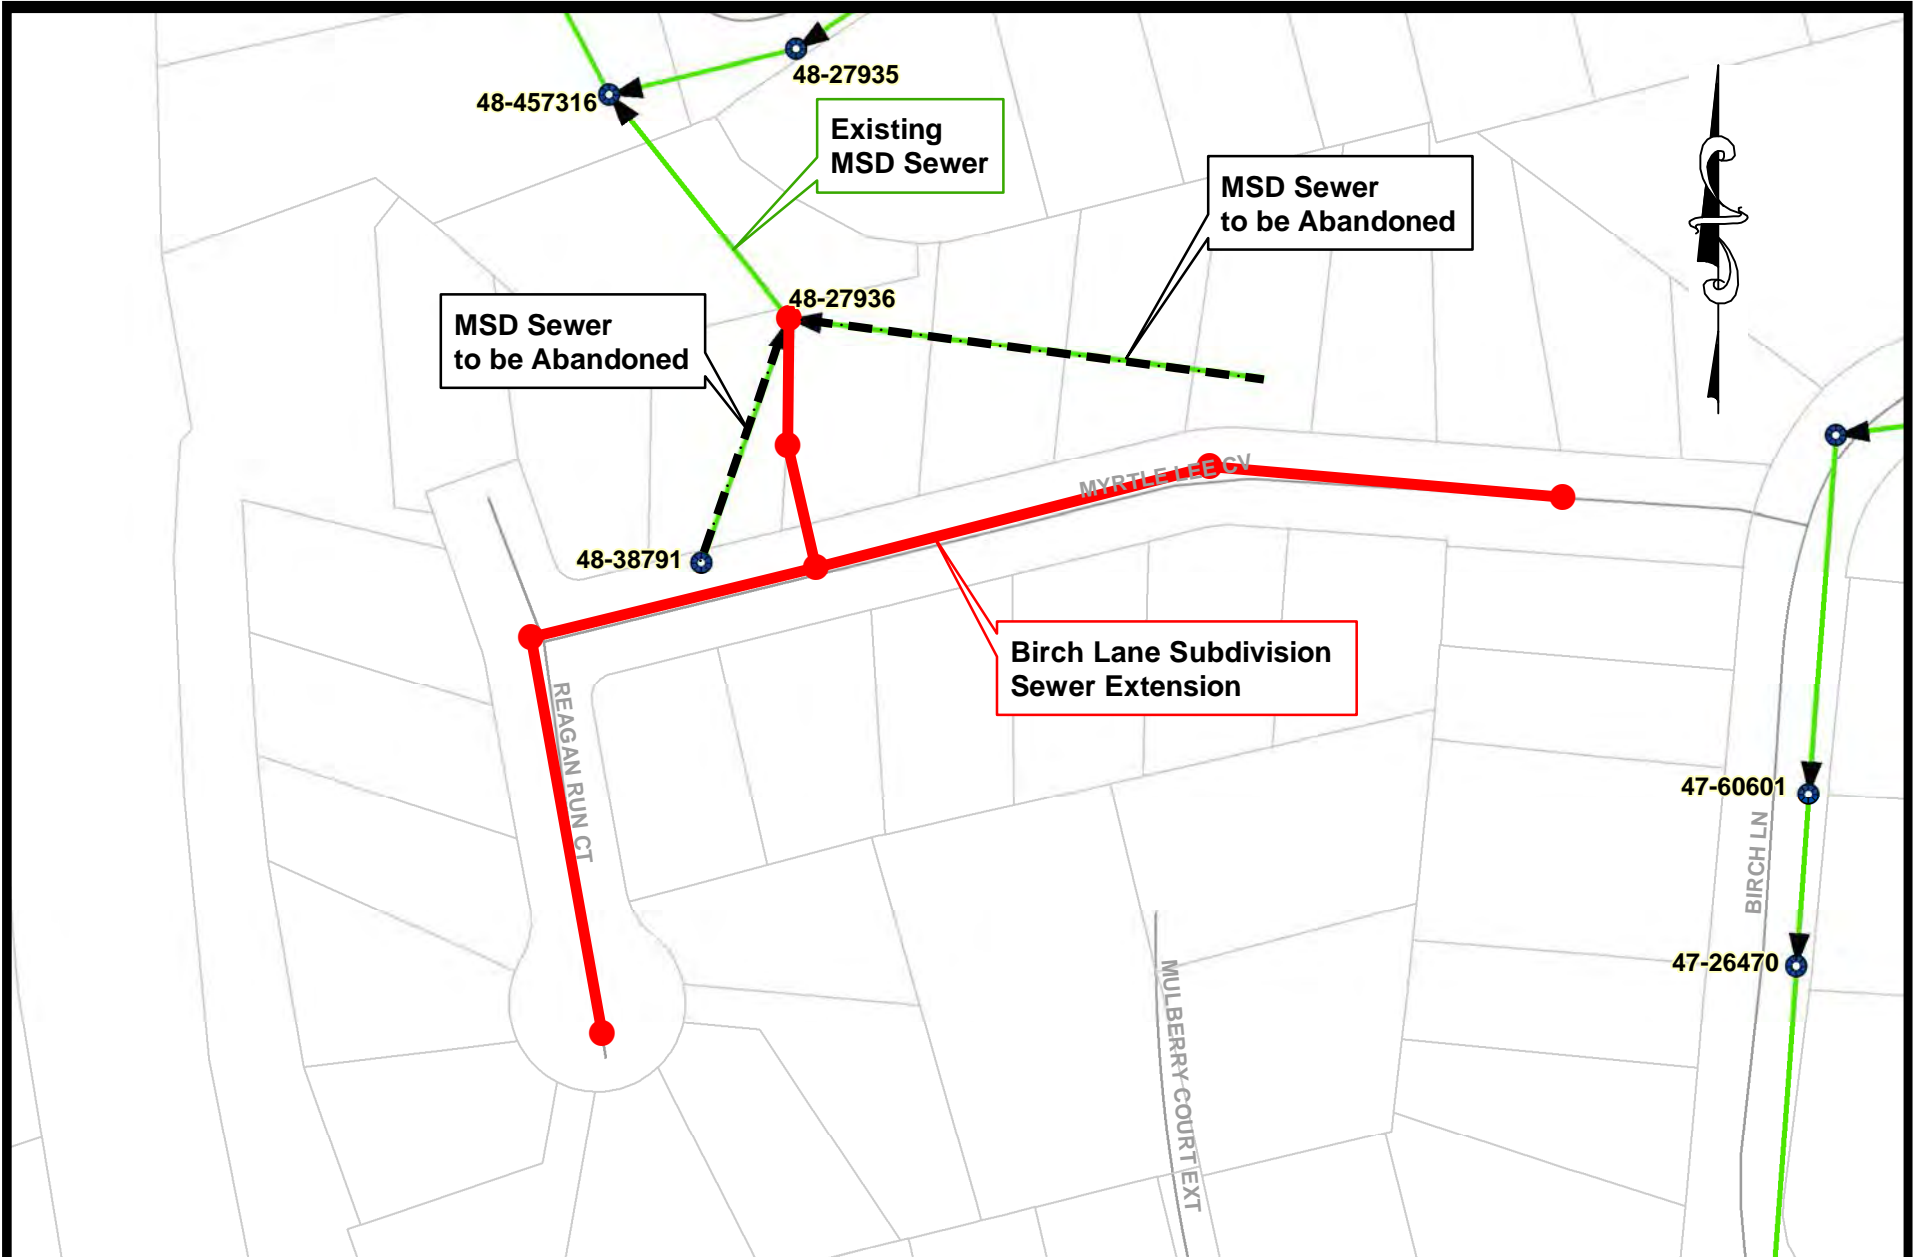 48-27935
48-457316
Existing
MSD Sewer
MSD Sewer
to be Abandoned
48-27936
MSD Sewer
to be Abandoned
MYRTLE LEE CV
48-38791
Birch Lane Subdivision
Sewer Extension
REAGAN RUN CT
47-60601
BIRCH LN
47-26470
MULBERRY COURT EXT